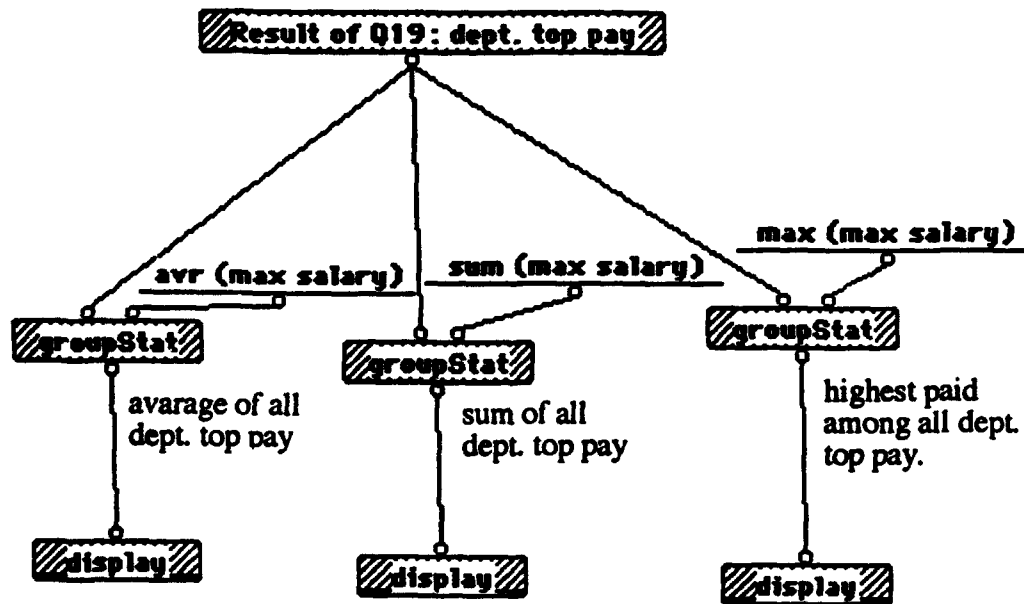 Result of Q19: dept. top pay
avr (max salary)
sum (max salary)
max (max salary)
groupStat
groupStat
groupStat
avarage of all
dept. top pay
sum of all
dept. top pay
highest paid
among all dept.
top pay.
display
display
display